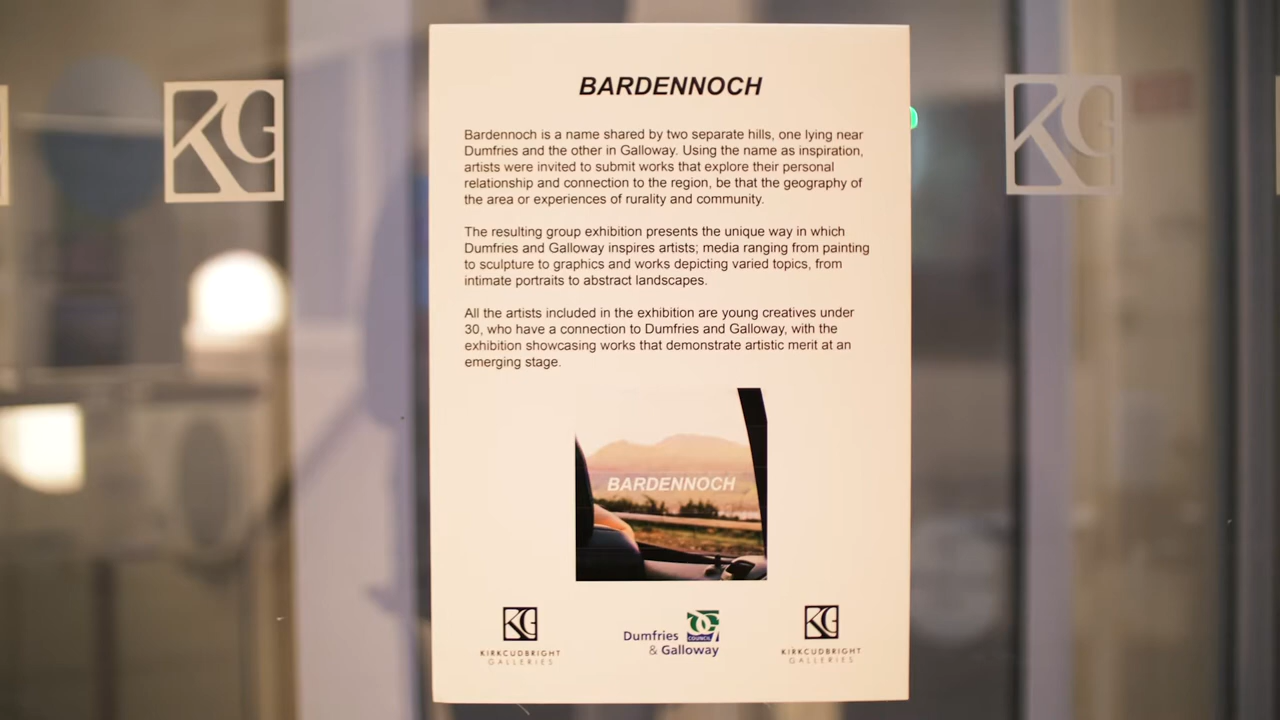 KG
KG
BARDENNOCH
Bardennoch is a name shared by two separate hills, one lying near
Dumfries and the other in Galloway. Using the name as inspiration,
artists were invited to submit works that explore their personal
relationship and connection to the region, be that the geography of
the area or experiences of rurality and community.
The resulting group exhibition presents the unique way in which
Dumfries and Galloway inspires artists; media ranging from painting
to sculpture to graphics and works depicting varied topics, from
intimate portraits to abstract landscapes.
All the artists included in the exhibition are young creatives under
30, who have a connection to Dumfries and Galloway, with the
exhibition showcasing works that demonstrate artistic merit at an
emerging stage.
BARDENNOCH
KG
KIRKCUDBRIGHT
GALLERIES
COUNCIL
Dumfries
& Galloway
KG
KIRKCUDBRIGHT
GALLERIES